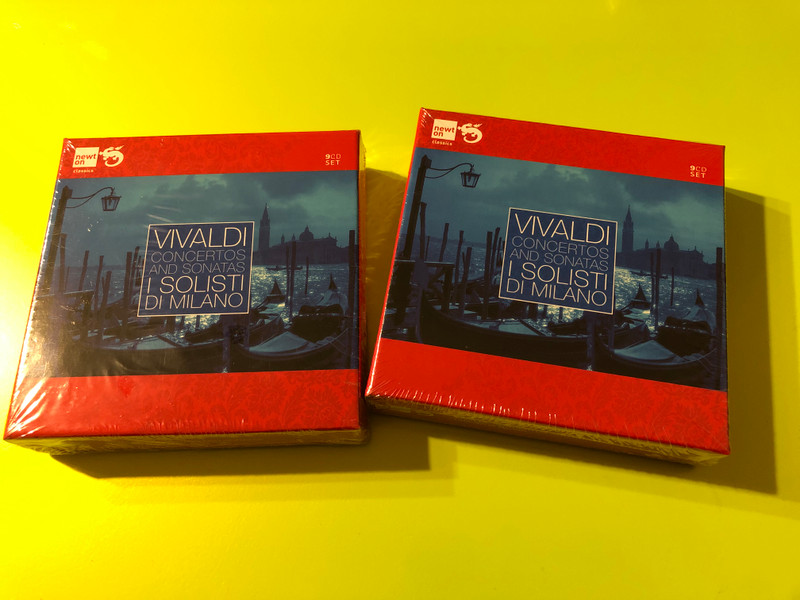 newt
on
classics
9CD
SET
VIVALDI
CONCERTOS
AND SONATAS
I SOLISTI
DI MILANO
newt
on
classics
9CD
SET
VIVALDI
CONCERTOS
AND SONATAS
I SOLISTI
DI MILANO